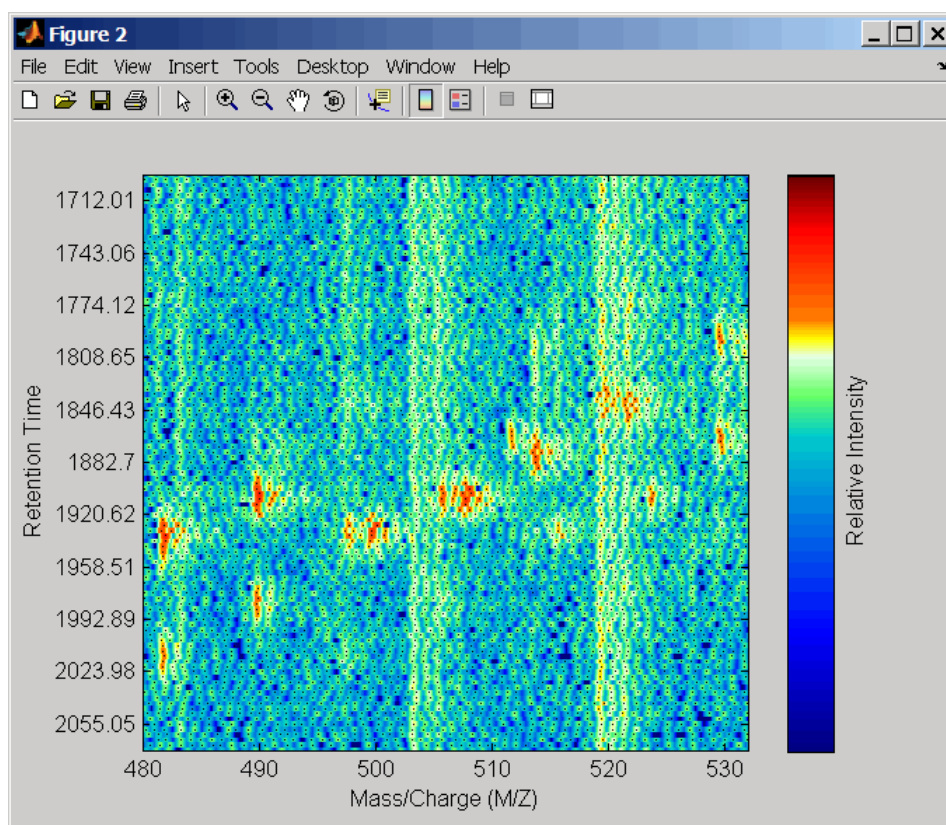 Figure 2
File Edit View Insert Tools Desktop Window Help
1712.01
1743.06
1774.12
1808.65
1846.43
1882.7
1920.62
1958.51
1992.89
2023.98
2055.05
Retention Time
480 490 500 510 520 530
Mass/Charge (M/Z)
Relative Intensity